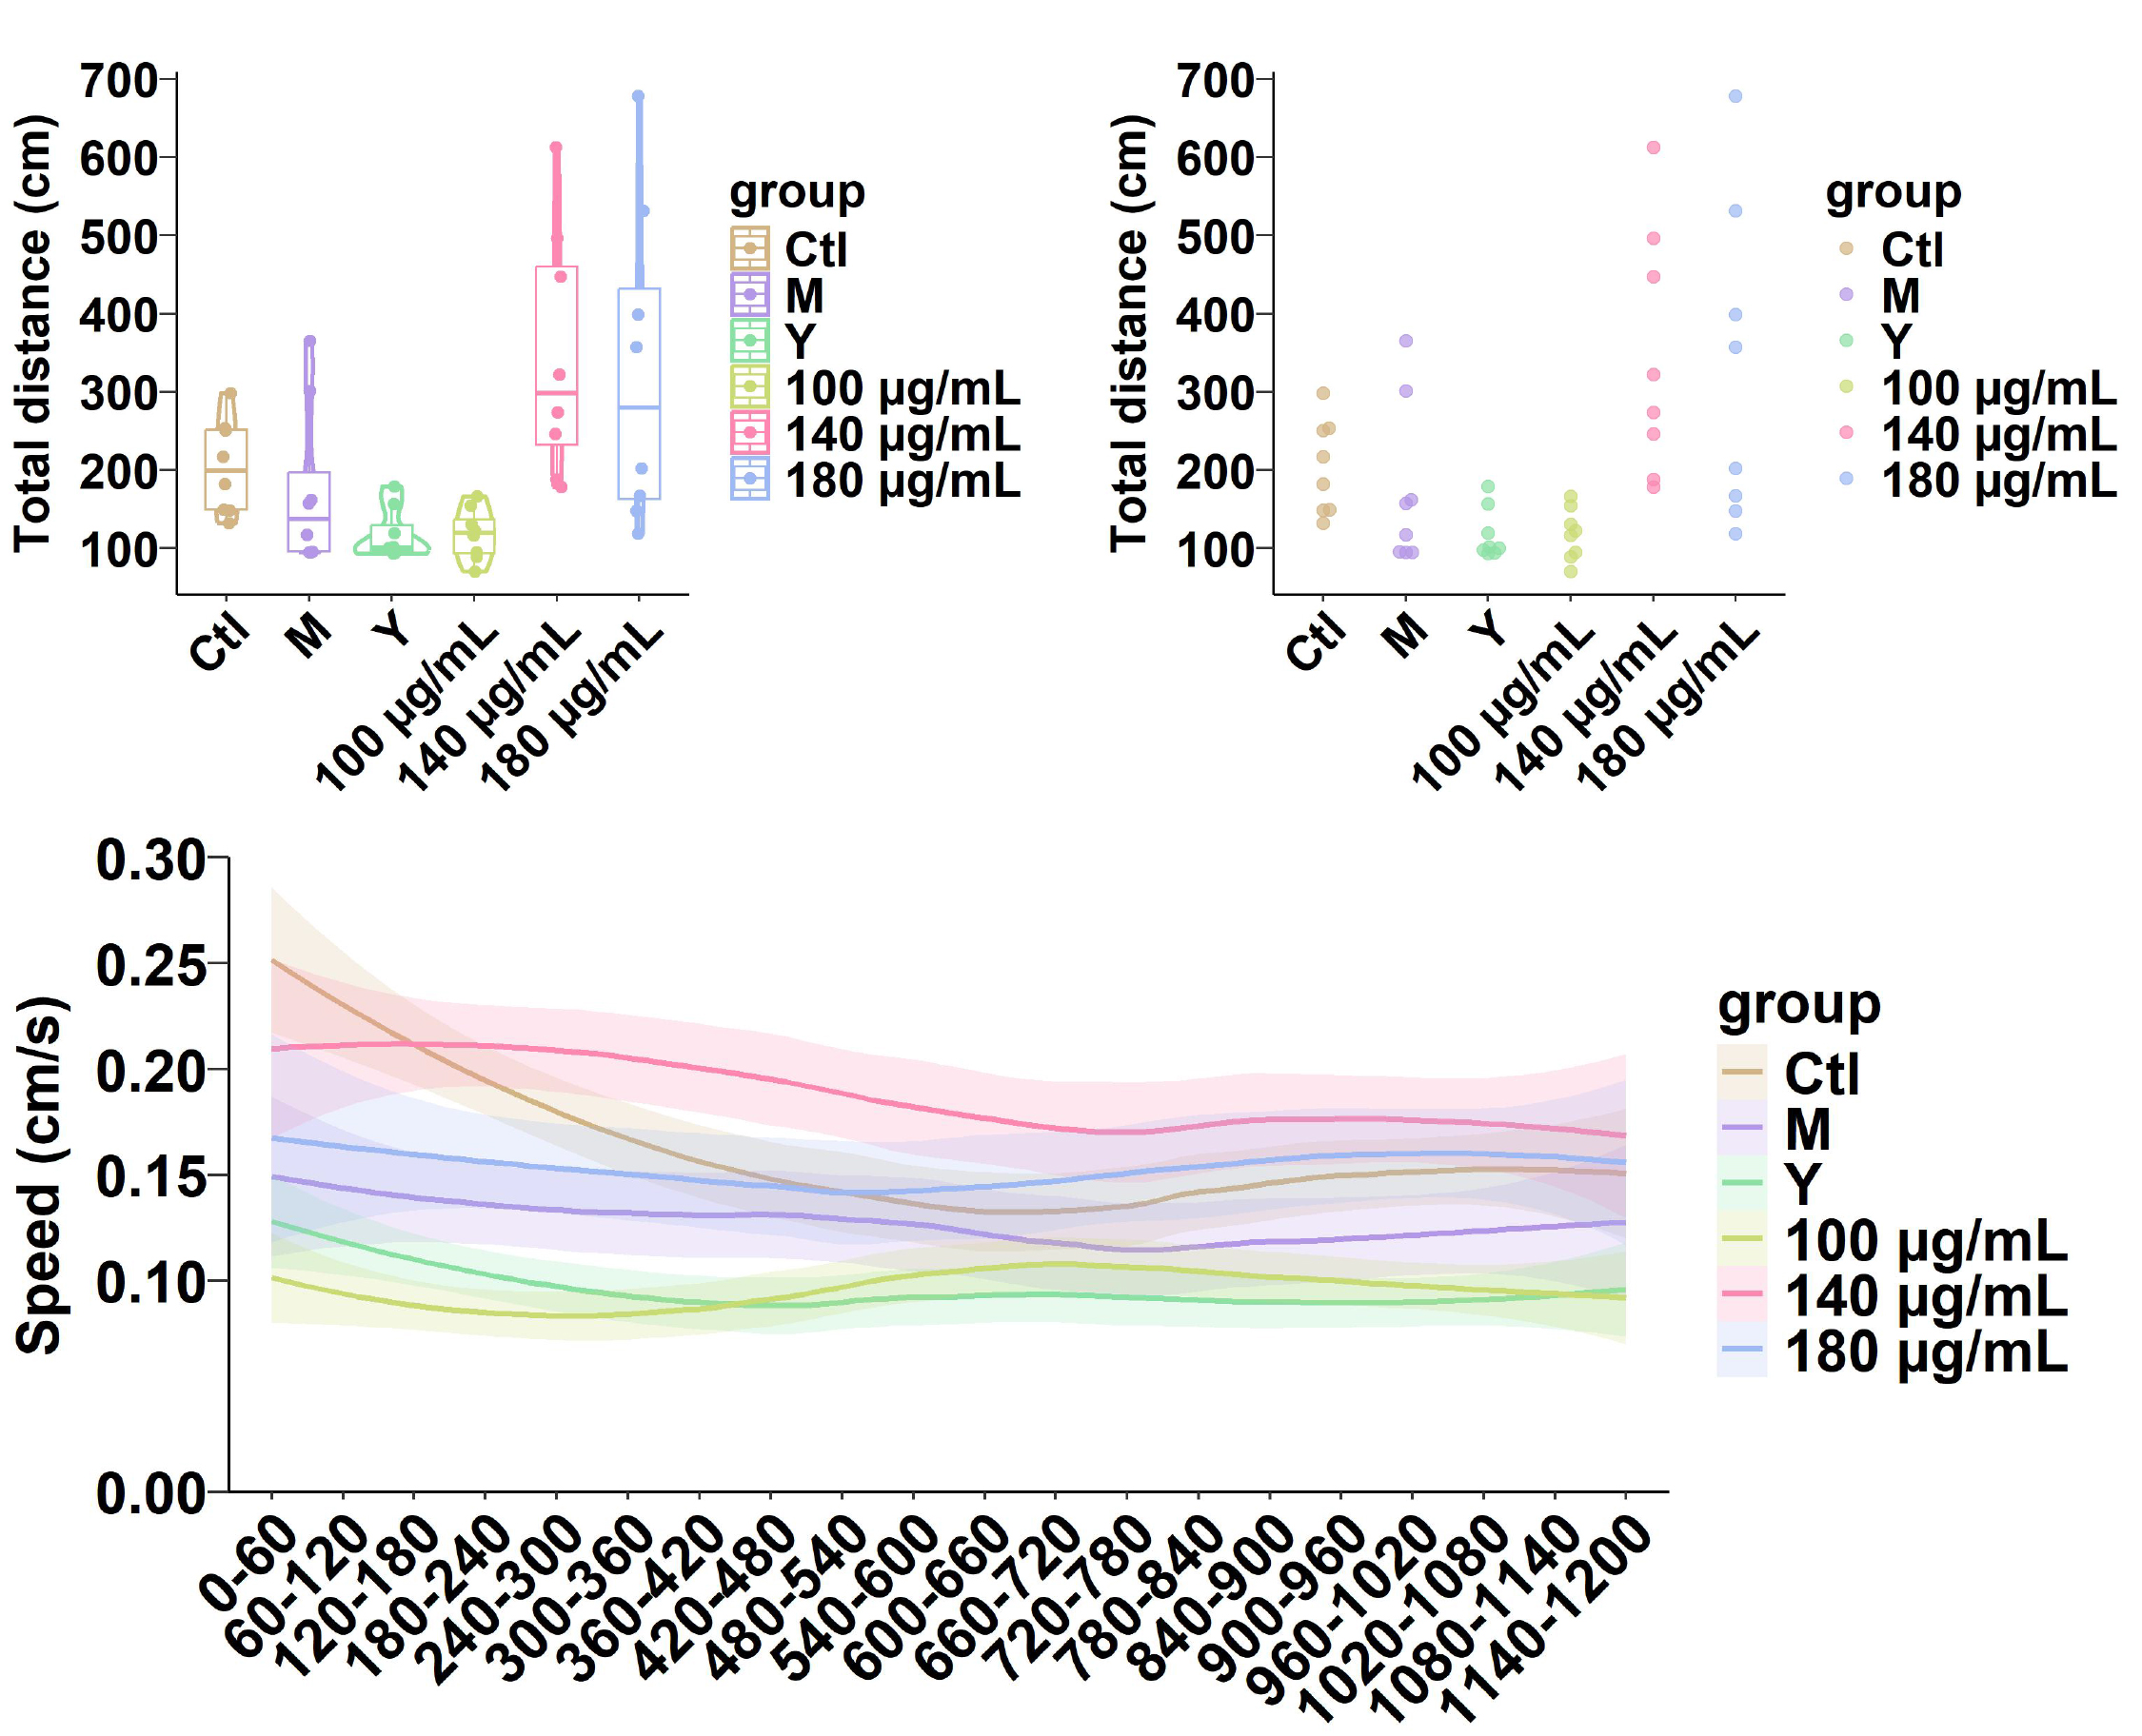 Total distance (cm)
700
600
500
400
300
200
100
Ctl
M
Y
100 µg/mL
140 µg/mL
180 µg/mL
group
Ctl
M
Y
100 µg/mL
140 µg/mL
180 µg/mL
Total distance (cm)
700
600
500
400
300
200
100
Ctl
M
Y
100 µg/mL
140 µg/mL
180 µg/mL
group
Ctl
M
Y
100 µg/mL
140 µg/mL
180 µg/mL
Speed (cm/s)
0.30
0.25
0.20
0.15
0.10
0.00
0-60
60-120
120-180
180-240
240-300
300-360
360-420
420-480
480-540
540-600
600-660
660-720
720-780
780-840
840-900
900-960
960-1020
1020-1080
1080-1140
1140-1200
group
Ctl
M
Y
100 µg/mL
140 µg/mL
180 µg/mL